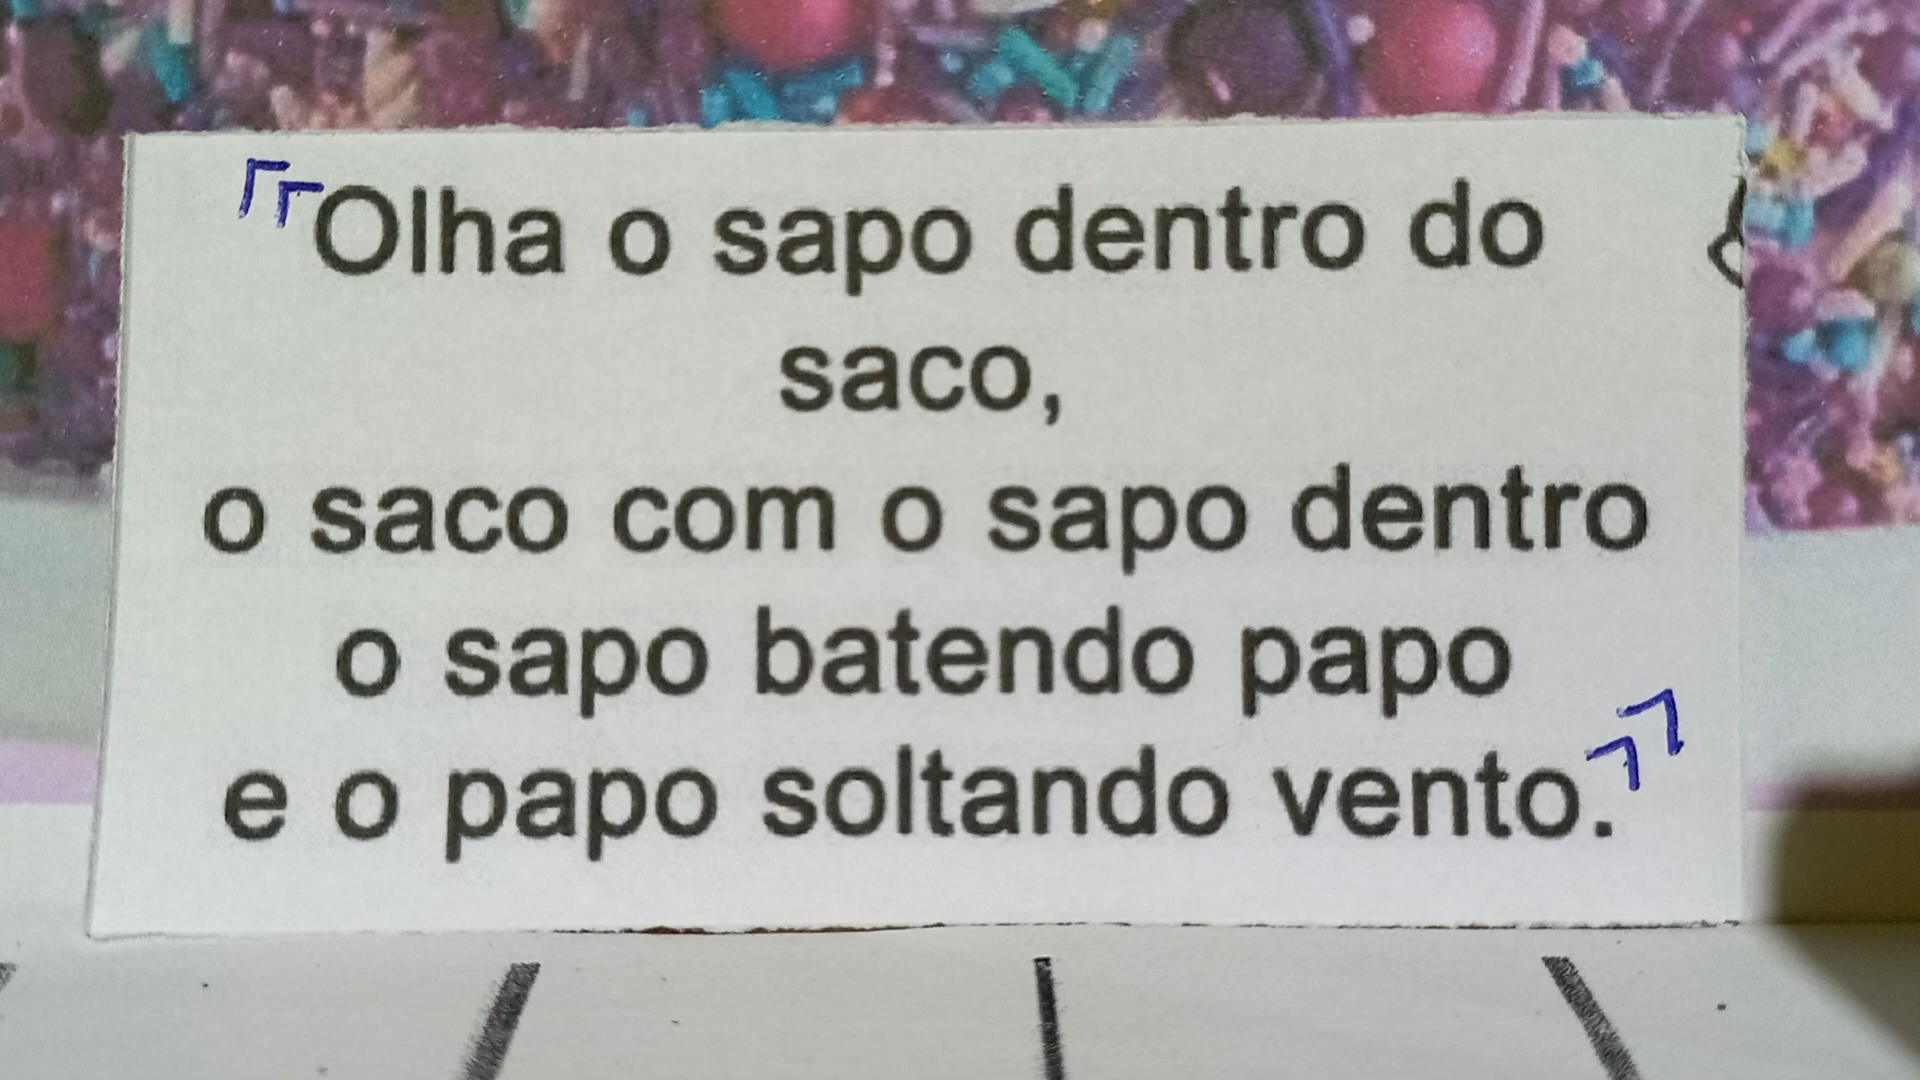 “Olha o sapo dentro do
saco,
o saco com o sapo dentro
o sapo batendo papo
e o papo soltando vento.”